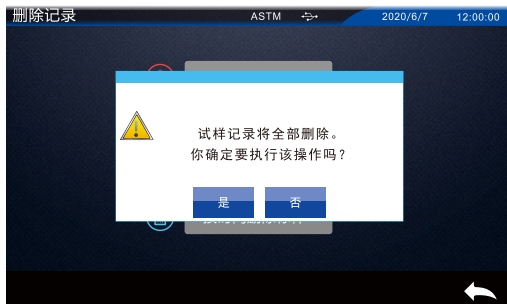 删除记录
ASTM
2020/6/7
12:00:00
试样记录将全部删除。
你确定要执行该操作吗?
是
否